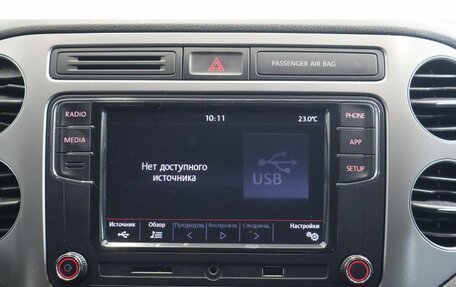 PASSENGER AIR BAG
RADIO
10:11
23.0°C
PHONE
MEDIA
APP
SETUP
Нет доступного
источника
USB
Источник Обзор Предыдущ. Воспроизв. Следующ. Настройки